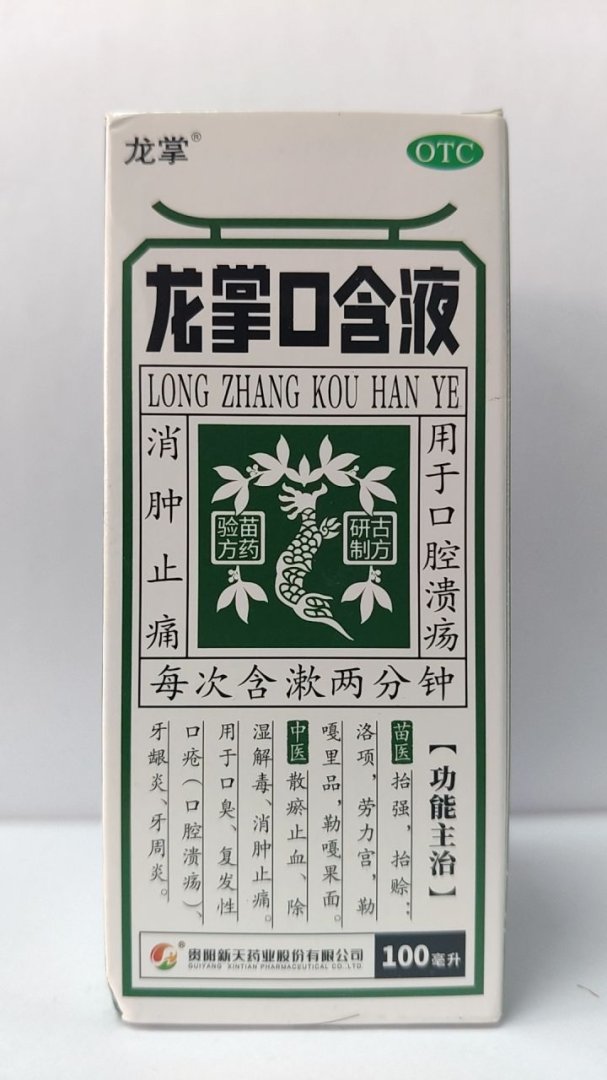 龙掌®
OTC
龙掌口含液
LONG ZHANG KOU HAN YE
消肿止痛
苗药
验方
古方
研制
用于口腔溃疡
每次含漱两分钟
【功能主治】
苗医 抬强，抬赊：
洛项，劳力宫，勒
嘎里品，勒嘎果面。
中医 散瘀止血、除
湿解毒、消肿止痛。
用于口臭、复发性
口疮（口腔溃疡）、
牙龈炎、牙周炎。
贵阳新天药业股份有限公司
GUIYANG XINTIAN PHARMACEUTICAL CO .,LTD.
100毫升